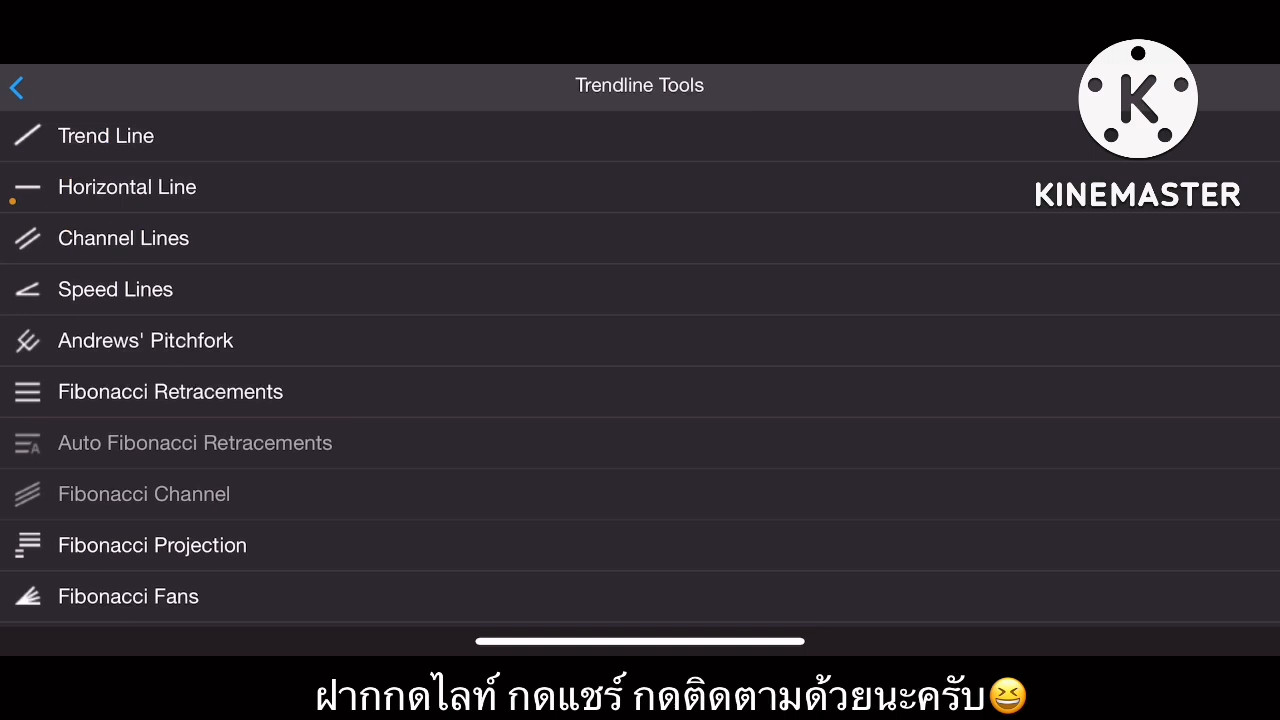 Trendline Tools
Trend Line
Horizontal Line
Channel Lines
Speed Lines
Andrews' Pitchfork
Fibonacci Retracements
Auto Fibonacci Retracements
Fibonacci Channel
Fibonacci Projection
Fibonacci Fans
K
KINEMASTER
ฝากกดไลท์ กดแชร์ กดติดตามด้วยนะครับ😆